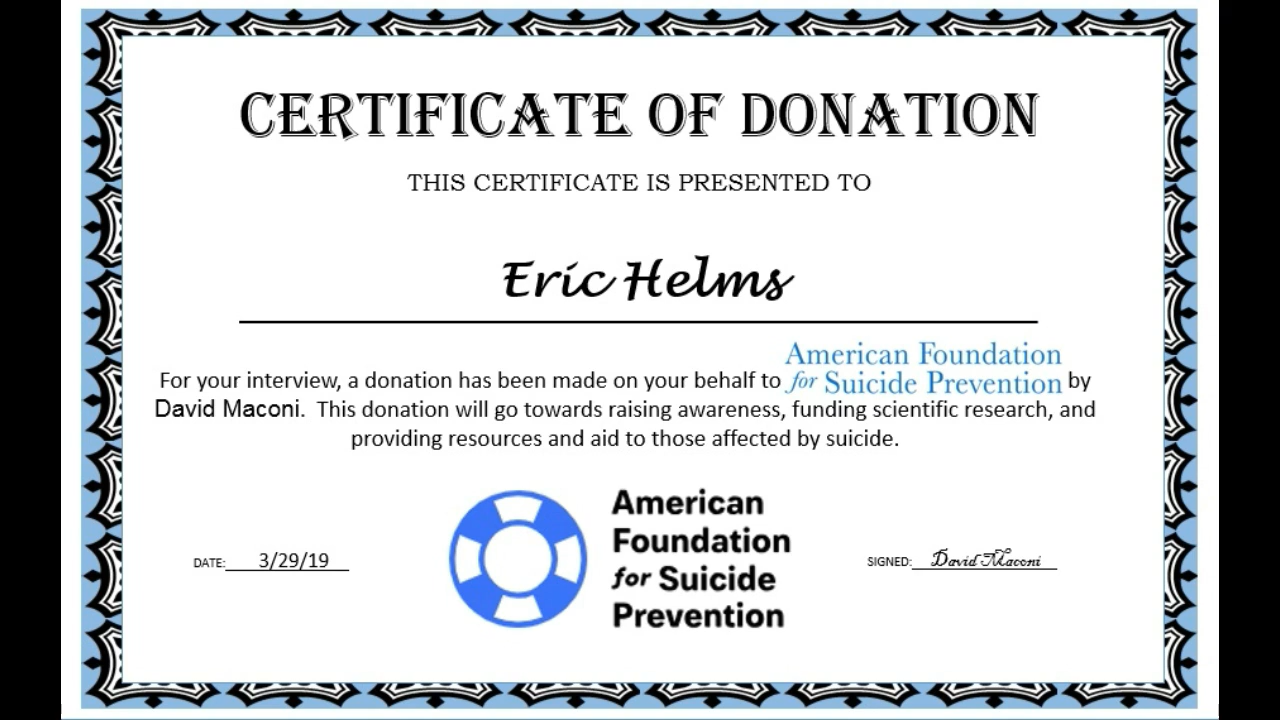 CERTIFICATE OF DONATION
THIS CERTIFICATE IS PRESENTED TO
Eric Helms
For your interview, a donation has been made on your behalf to American Foundation for Suicide Prevention by
David Maconi. This donation will go towards raising awareness, funding scientific research, and
providing resources and aid to those affected by suicide.
American
Foundation
for Suicide
Prevention
DATE: 3/29/19
SIGNED: David Maconi